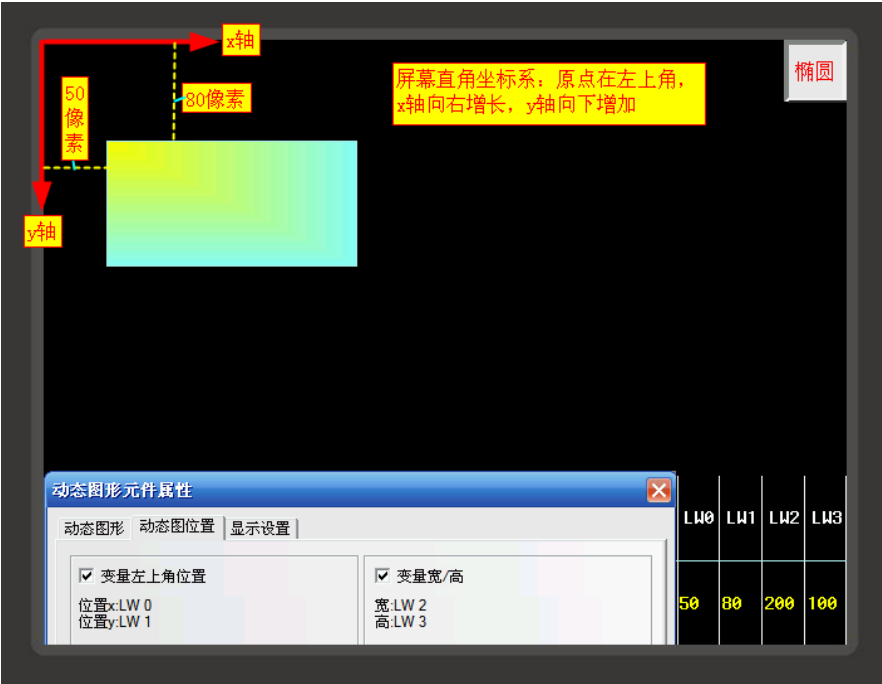 x轴
椭圆
屏幕直角坐标系：原点在左上角，
x轴向右增长，y轴向下增加
50
像
素
80像素
y轴
动态图形元件属性
动态图形
动态图位置
显示设置
变量左上角位置
位置x:LW 0
位置y:LW 1
变量宽/高
宽:LW 2
高:LW 3
LW0 LW1 LW2 LW3
50 80 200 100